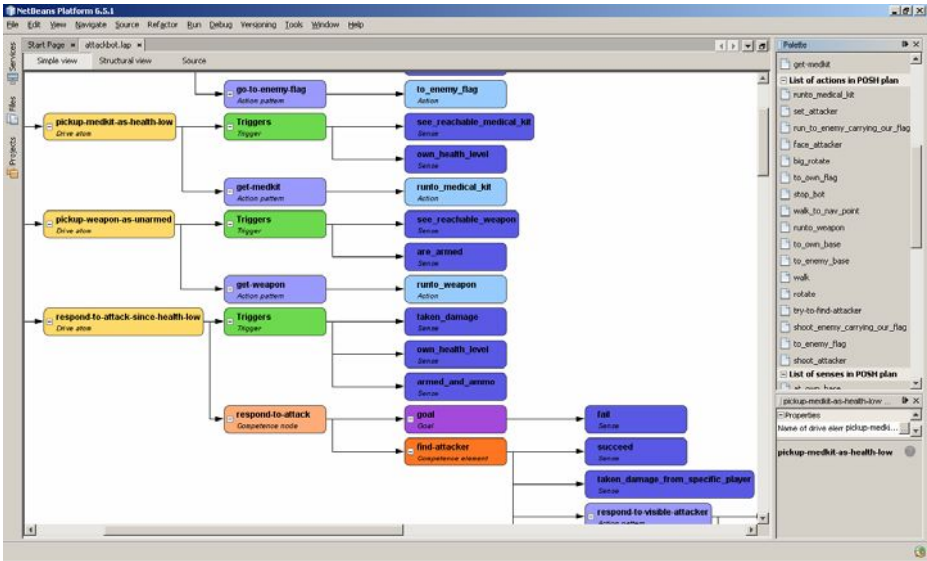 NetBeans Platform 6.5.1
File Edit View Navigate Source Refactor Run Debug Versioning Tools Window Help
Start Page attackbot.lap
Simple view Structural view Source
Services
Files
Projects
go-to-enemy-flag
Action pattern
to_enemy_flag
Action
pickup-medkit-as-health-low
Drive atom
Triggers
Trigger
see_reachable_medical_kit
Sense
own_health_level
Sense
get-medkit
Action pattern
runto_medical_kit
Action
pickup-weapon-as-unarmed
Drive atom
Triggers
Trigger
see_reachable_weapon
Sense
are_armed
Sense
get-weapon
Action pattern
runto_weapon
Action
respond-to-attack-since-health-low
Drive atom
Triggers
Trigger
taken_damage
Sense
own_health_level
Sense
armed_and_ammo
Sense
respond-to-attack
Competence node
goal
Goal
fail
Sense
find-attacker
Competence element
succeed
Sense
taken_damage_from_specific_player
Sense
respond-to-visible-attacker
Action pattern
Palette
get-medkit
List of actions in POSH plan
runto_medical_kit
set_attacker
run_to_enemy_carrying_our_flag
face_attacker
big_rotate
to_own_flag
stop_bot
walk_to_nav_point
runto_weapon
to_own_base
to_enemy_base
walk
rotate
try-to-find-attacker
shoot_enemy_carrying_our_flag
to_enemy_flag
shoot_attacker
List of senses in POSH plan
at_own_base
pickup-medkit-as-health-low ...
Properties
Name of drive elem pickup-medki...
pickup-medkit-as-health-low